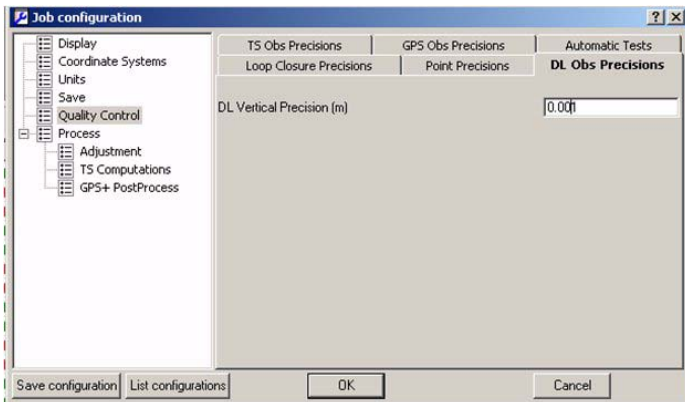 Job configuration
Display
Coordinate Systems
Units
Save
Quality Control
Process
Adjustment
TS Computations
GPS+ PostProcess
TS Obs Precisions
GPS Obs Precisions
Automatic Tests
Loop Closure Precisions
Point Precisions
DL Obs Precisions
DL Vertical Precision (m)
0.001
Save configuration
List configurations
OK
Cancel